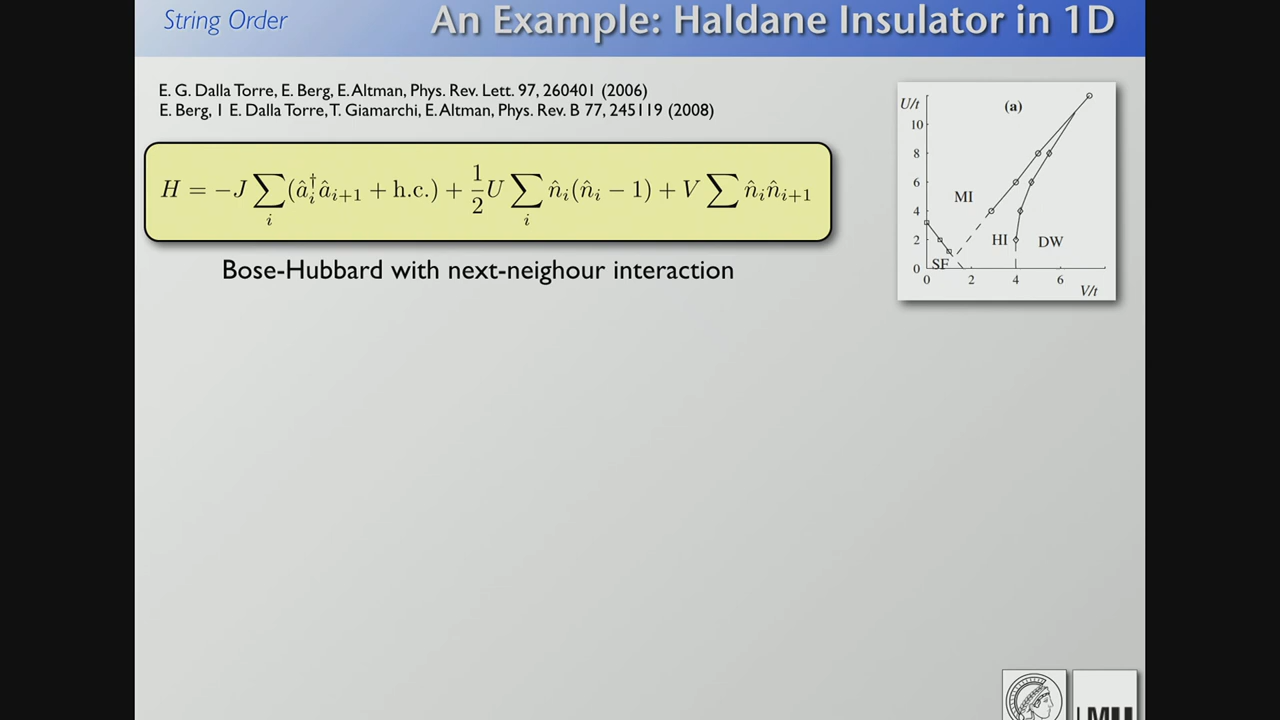 String Order
An Example: Haldane Insulator in 1D
E. G. Dalla Torre, E. Berg, E. Altman, Phys. Rev. Lett. 97, 260401 (2006)
E. Berg, 1 E. Dalla Torre, T. Giamarchi, E. Altman, Phys. Rev. B 77, 245119 (2008)
H = −J ∑_i (â†_i â_{i+1} + h.c.) + 1/2 U ∑_i n̂_i(n̂_i − 1) + V ∑ n̂_i n̂_{i+1}
Bose-Hubbard with next-neighour interaction
U/t
(a)
10
8
6
MI
4
2
HI
DW
0
SF
0 2 4 6
V/t
LMU